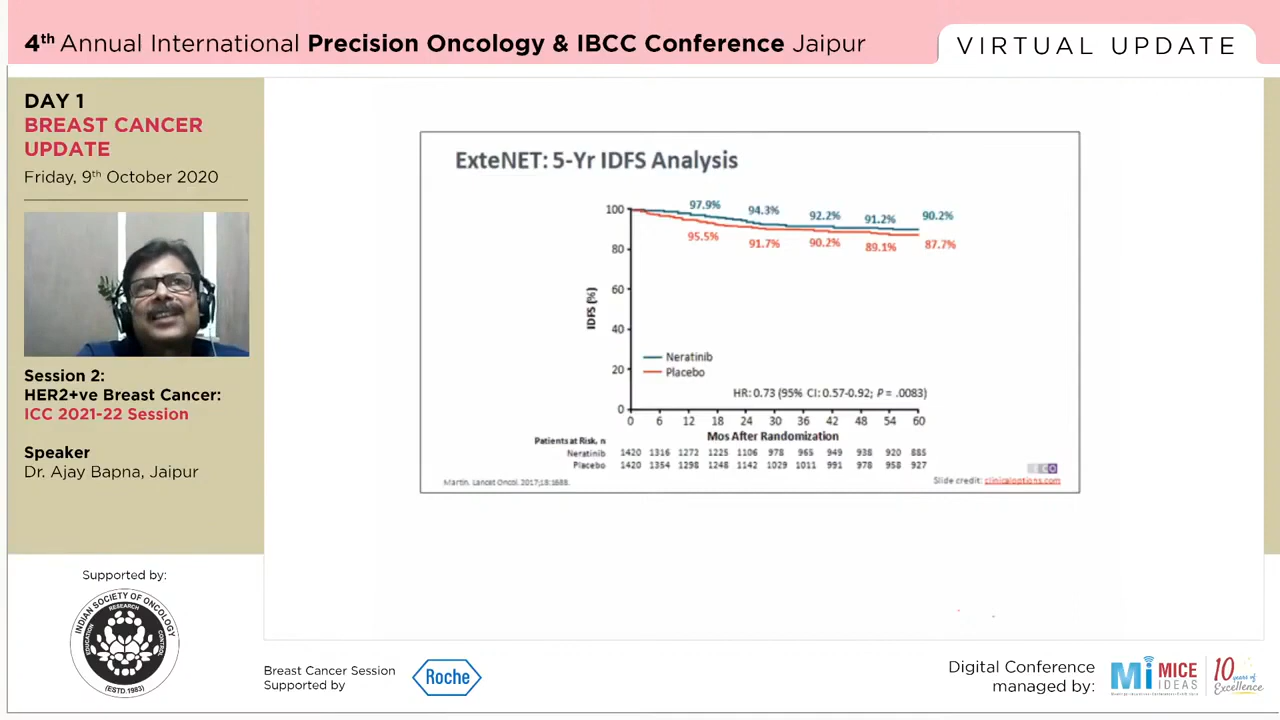 4th Annual International Precision Oncology & IBCC Conference Jaipur
VIRTUAL UPDATE
DAY 1
BREAST CANCER
UPDATE
Friday, 9th October 2020
Session 2:
HER2+ve Breast Cancer:
ICC 2021-22 Session
Speaker
Dr. Ajay Bapna, Jaipur
Supported by:
INDIAN SOCIETY OF ONCOLOGY
EDUCATION
RESEARCH
CONTROL
(ESTD.1983)
ExteNET: 5-Yr IDFS Analysis
IDFS (%)
100
80
60
40
20
0
97.9% 94.3% 92.2% 91.2% 90.2%
95.5% 91.7% 90.2% 89.1% 87.7%
Neratinib
Placebo
HR: 0.73 (95% CI: 0.57-0.92; P = .0083)
0 6 12 18 24 30 36 42 48 54 60
Mos After Randomization
Patients at Risk, n
Neratinib 1420 1316 1272 1225 1106 978 965 949 938 920 885
Placebo 1420 1354 1298 1248 1142 1029 1011 991 978 958 927
Martin. Lancet Oncol. 2017;18:1688.
Slide credit: clinicaloptions.com
Breast Cancer Session
Supported by
Roche
Digital Conference
managed by:
Mi MICE
IDEAS
10 years of
Excellence